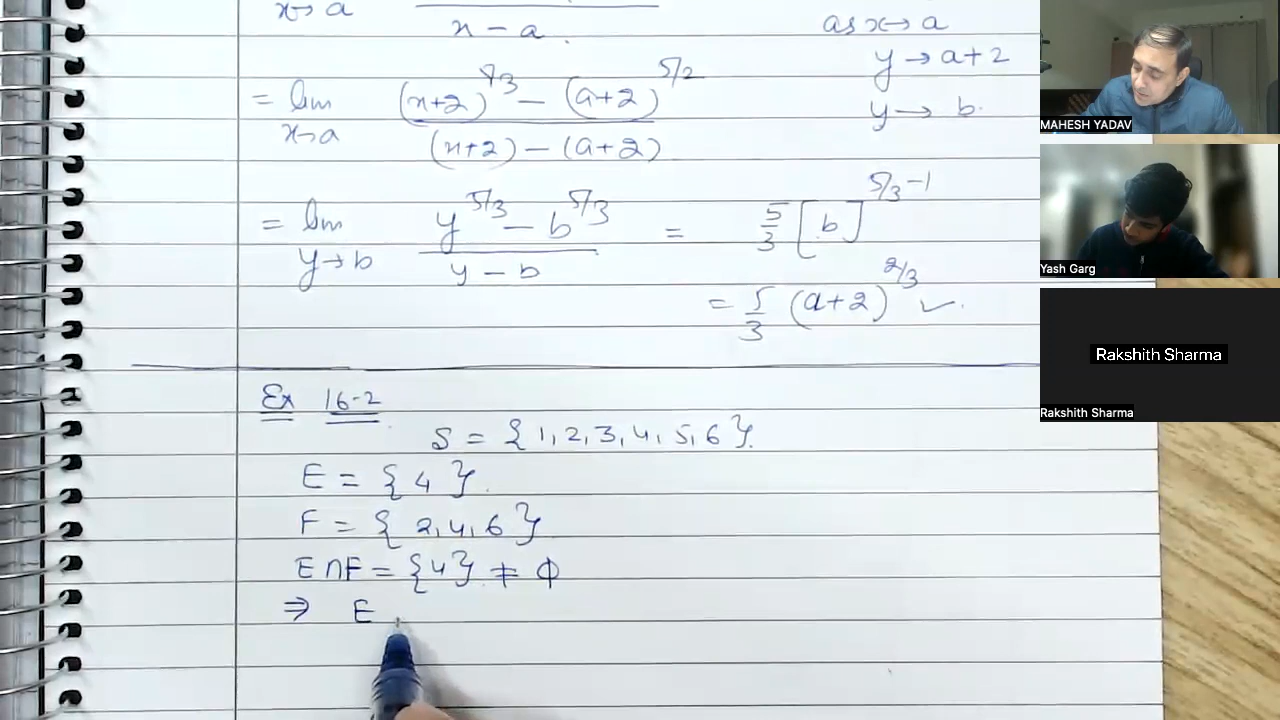 x→a
x - a.
as x→a
y → a+2
y → b.
= lim x→a (x+2)^5/3 - (a+2)^5/2 / (x+2) - (a+2)
= lim y→b y^5/3 - b^5/3 / y - b = 5/3 [b]^5/3-1
= 5/3 (a+2)^2/3 ✓.
Ex 16-2
S = {1,2,3,4,5,6}.
E = {4}.
F = {2,4,6}
E∩F = {4} ≠ ϕ
⇒ E
MAHESH YADAV
Yash Garg
Rakshith Sharma
Rakshith Sharma